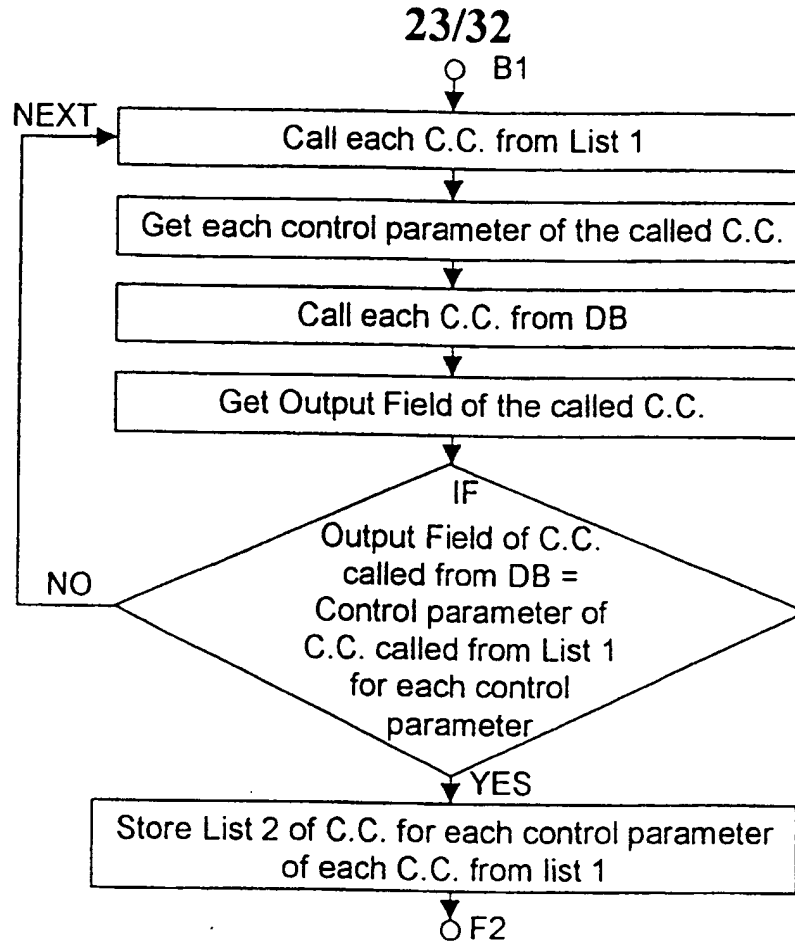 23/32
B1
NEXT
Call each C.C. from List 1
Get each control parameter of the called C.C.
Call each C.C. from DB
Get Output Field of the called C.C.
IF
Output Field of C.C.
called from DB =
Control parameter of
C.C. called from List 1
for each control
parameter
NO
YES
Store List 2 of C.C. for each control parameter
of each C.C. from list 1
F2